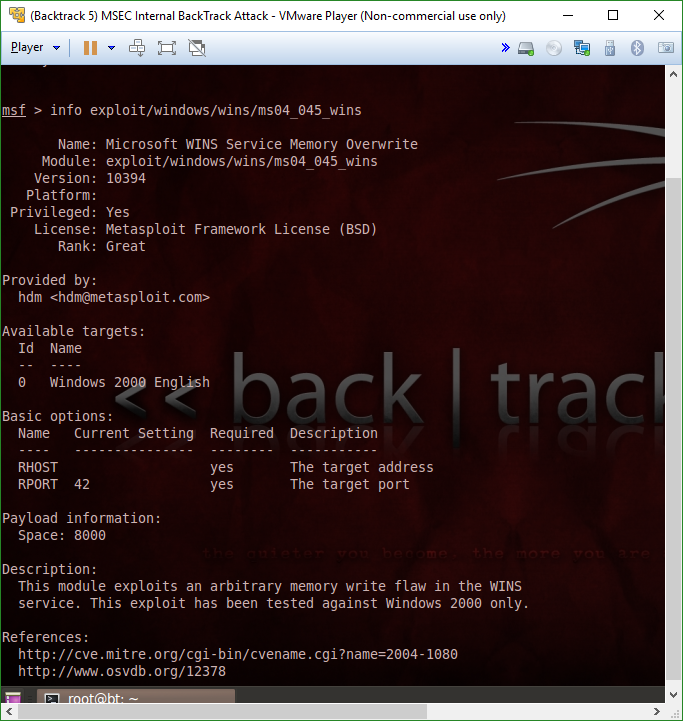 (Backtrack 5) MSEC Internal BackTrack Attack - VMware Player (Non-commercial use only)
Player
msf > info exploit/windows/wins/ms04_045_wins
Name: Microsoft WINS Service Memory Overwrite
Module: exploit/windows/wins/ms04_045_wins
Version: 10394
Platform:
Privileged: Yes
License: Metasploit Framework License (BSD)
Rank: Great
Provided by:
hdm <hdm@metasploit.com>
Available targets:
Id  Name
--  ----
0   Windows 2000 English
<< back | track
Basic options:
Name   Current Setting  Required  Description
----   ---------------  --------  -----------
RHOST                   yes       The target address
RPORT  42               yes       The target port
Payload information:
Space: 8000
the quieter you become, the more you are
Description:
This module exploits an arbitrary memory write flaw in the WINS
service. This exploit has been tested against Windows 2000 only.
References:
http://cve.mitre.org/cgi-bin/cvename.cgi?name=2004-1080
http://www.osvdb.org/12378
root@bt: ~